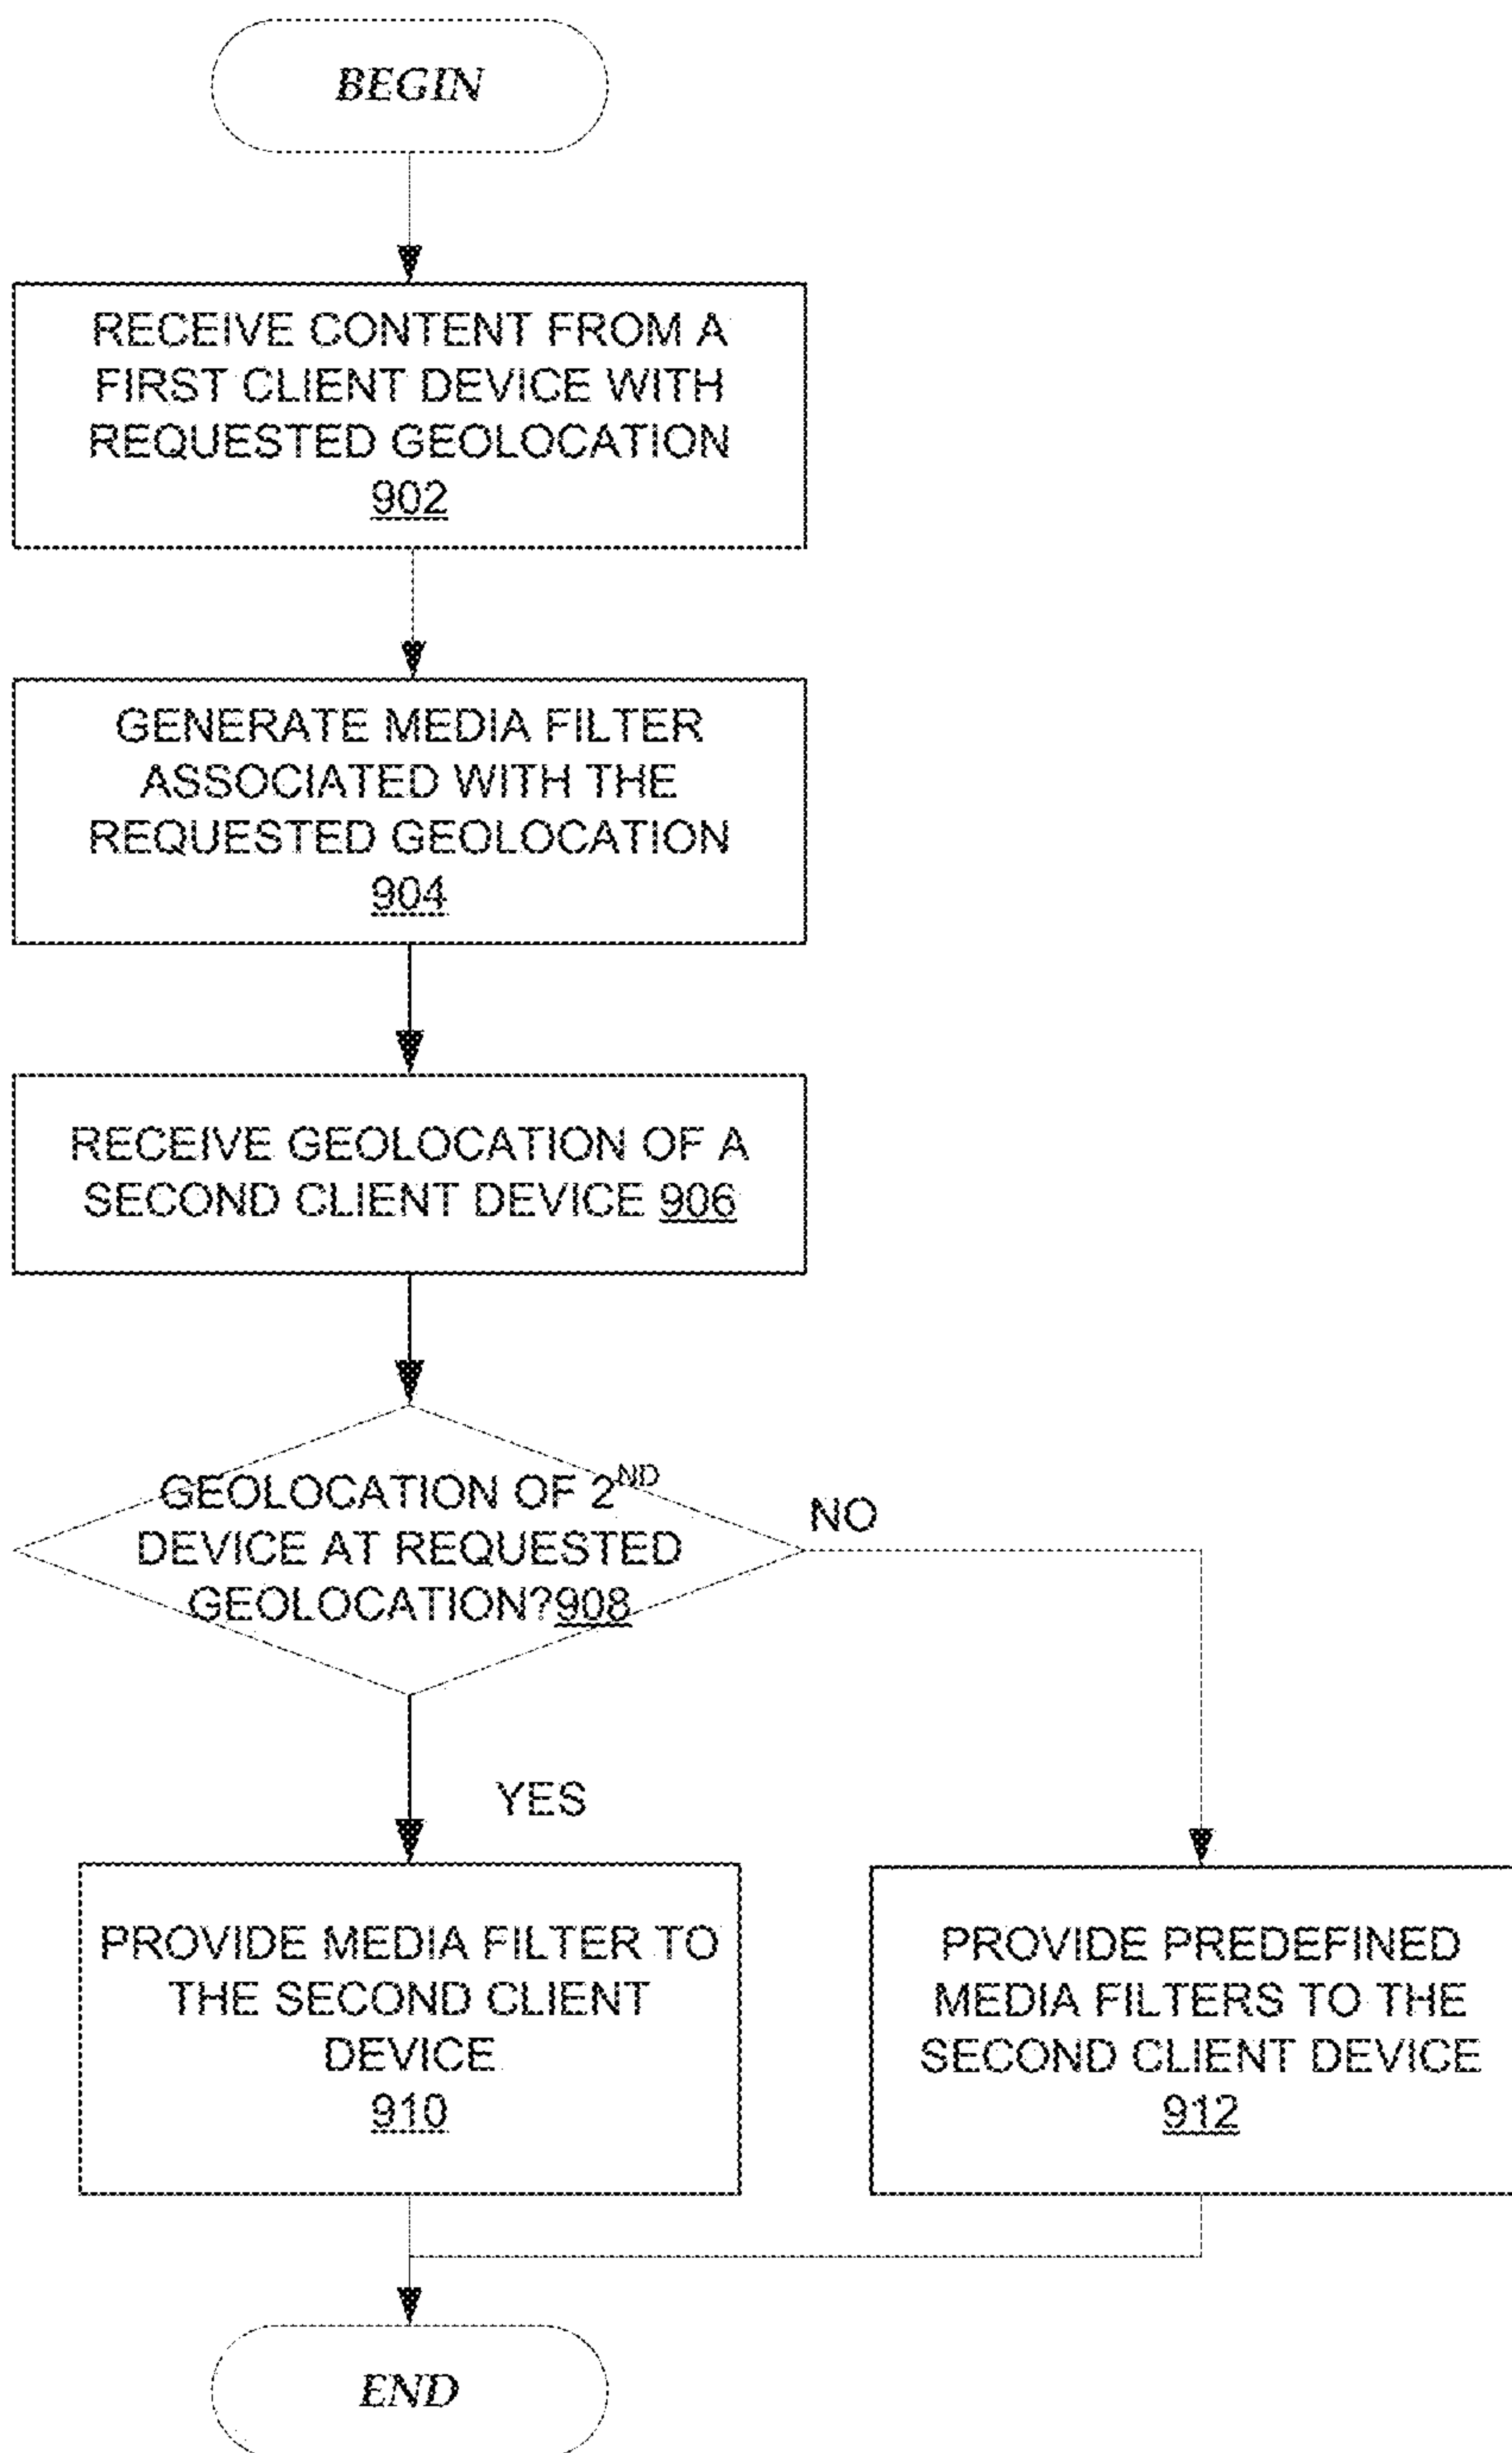 BEGIN
RECEIVE CONTENT FROM A
FIRST CLIENT DEVICE WITH
REQUESTED GEOLOCATION
902
GENERATE MEDIA FILTER
ASSOCIATED WITH THE
REQUESTED GEOLOCATION
904
RECEIVE GEOLOCATION OF A
SECOND CLIENT DEVICE 906
GEOLOCATION OF 2ND
DEVICE AT REQUESTED
GEOLOCATION?908
NO
YES
PROVIDE MEDIA FILTER TO
THE SECOND CLIENT
DEVICE
910
PROVIDE PREDEFINED
MEDIA FILTERS TO THE
SECOND CLIENT DEVICE
912
END